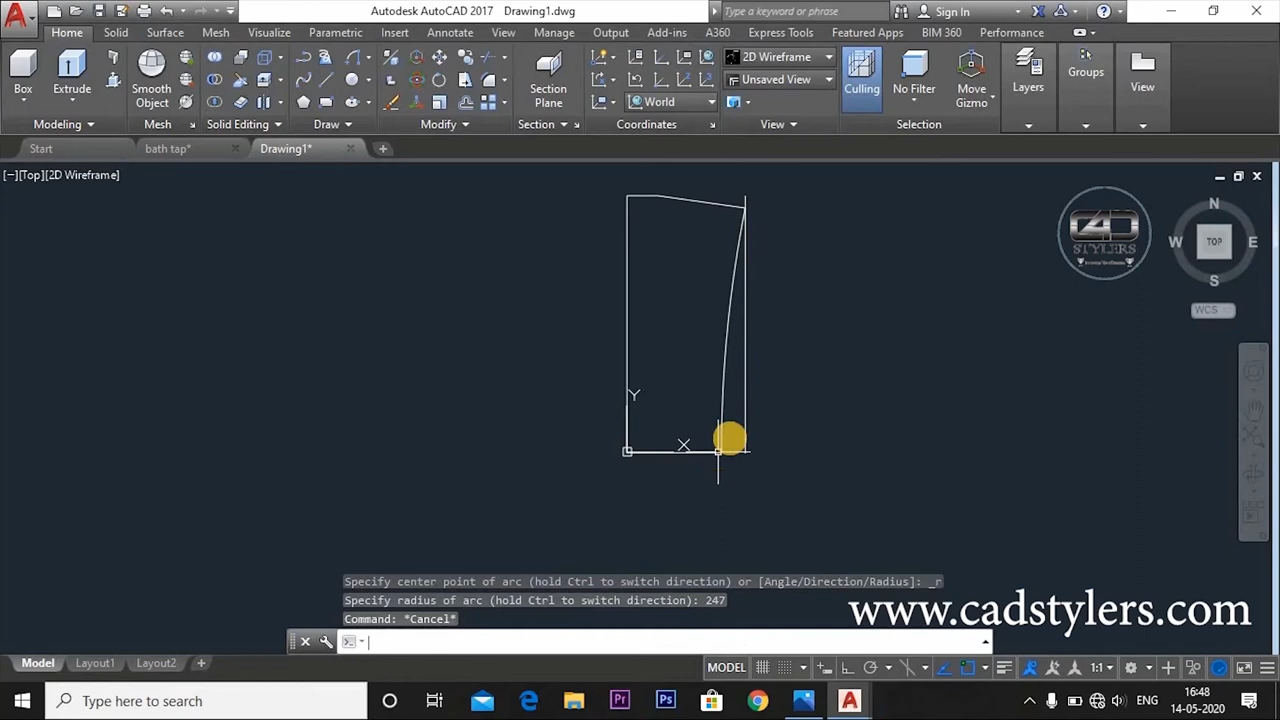 Autodesk AutoCAD 2017 Drawing1.dwg
Type a keyword or phrase
Sign In
Home Solid Surface Mesh Visualize Parametric Insert Annotate View Manage Output Add-ins A360 Express Tools Featured Apps BIM 360 Performance
Box
Extrude
Smooth
Object
Section
Plane
World
2D Wireframe
Unsaved View
Culling
No Filter
Move
Gizmo
Layers
Groups
View
Modeling Mesh Solid Editing Draw Modify Section Coordinates View Selection
Start bath tap* Drawing1*
[−][Top][2D Wireframe]
N
W TOP E
S
WCS
C4D
STYLERS
Y
X
Specify center point of arc (hold Ctrl to switch direction) or [Angle/Direction/Radius]: _r
Specify radius of arc (hold Ctrl to switch direction): 247
Command: *Cancel*
www.cadstylers.com
Model Layout1 Layout2
MODEL
1:1
Type here to search
Pr
Ps
ENG
16:48
14-05-2020